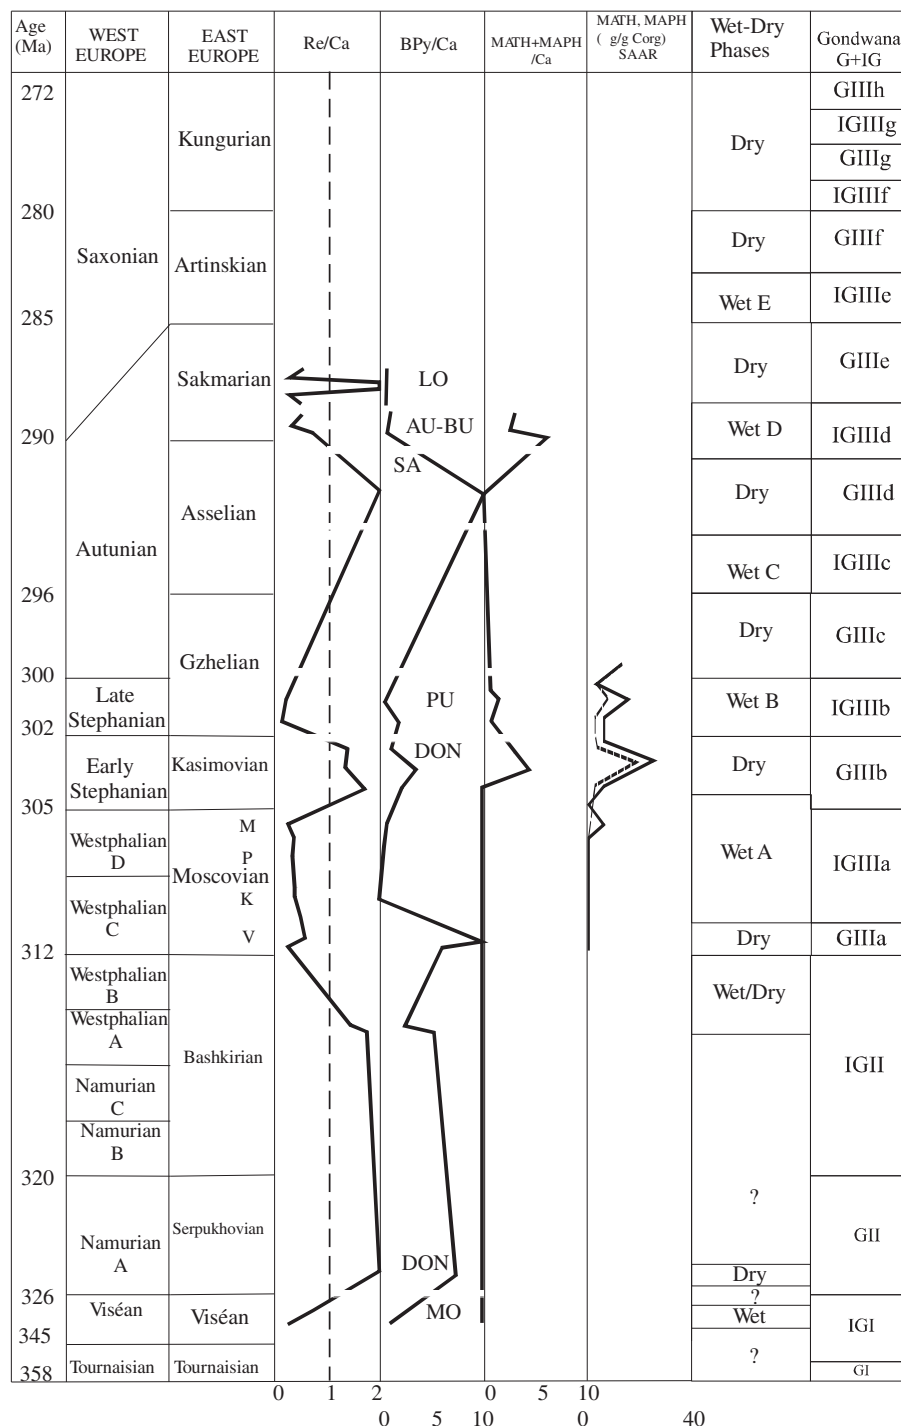 Age
(Ma)
WEST
EUROPE
EAST
EUROPE
Re/Ca
BPy/Ca
MATH+MAPH
/Ca
MATH, MAPH
( g/g Corg)
SAAR
Wet-Dry
Phases
Gondwana
G+IG
272
280
285
290
296
300
302
305
312
320
326
345
358
Saxonian
Autunian
Late
Stephanian
Early
Stephanian
Westphalian
D
Westphalian
C
Westphalian
B
Westphalian
A
Namurian
C
Namurian
B
Namurian
A
Viséan
Tournaisian
Kungurian
Artinskian
Sakmarian
Asselian
Gzhelian
Kasimovian
M
P
Moscovian
K
V
Bashkirian
Serpukhovian
Viséan
Tournaisian
LO
AU-BU
SA
PU
DON
DON
MO
Dry
Dry
Wet E
Dry
Wet D
Dry
Wet C
Dry
Wet B
Dry
Wet A
Dry
Wet/Dry
?
Dry
?
Wet
?
GIIIh
IGIIIg
GIIIg
IGIIIf
GIIIf
IGIIIe
GIIIe
IGIIId
GIIId
IGIIIc
GIIIc
IGIIIb
GIIIb
IGIIIa
GIIIa
IGII
GII
IGI
GI
0 1 2 0 5 10
0 5 10 0 40